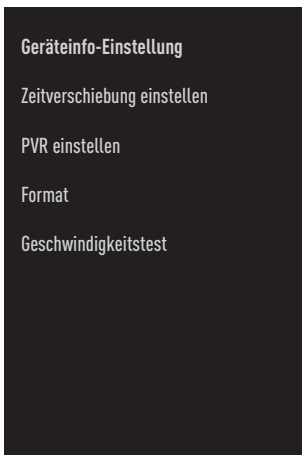 Geräteinfo-Einstellung
Zeitverschiebung einstellen
PVR einstellen
Format
Geschwindigkeitstest